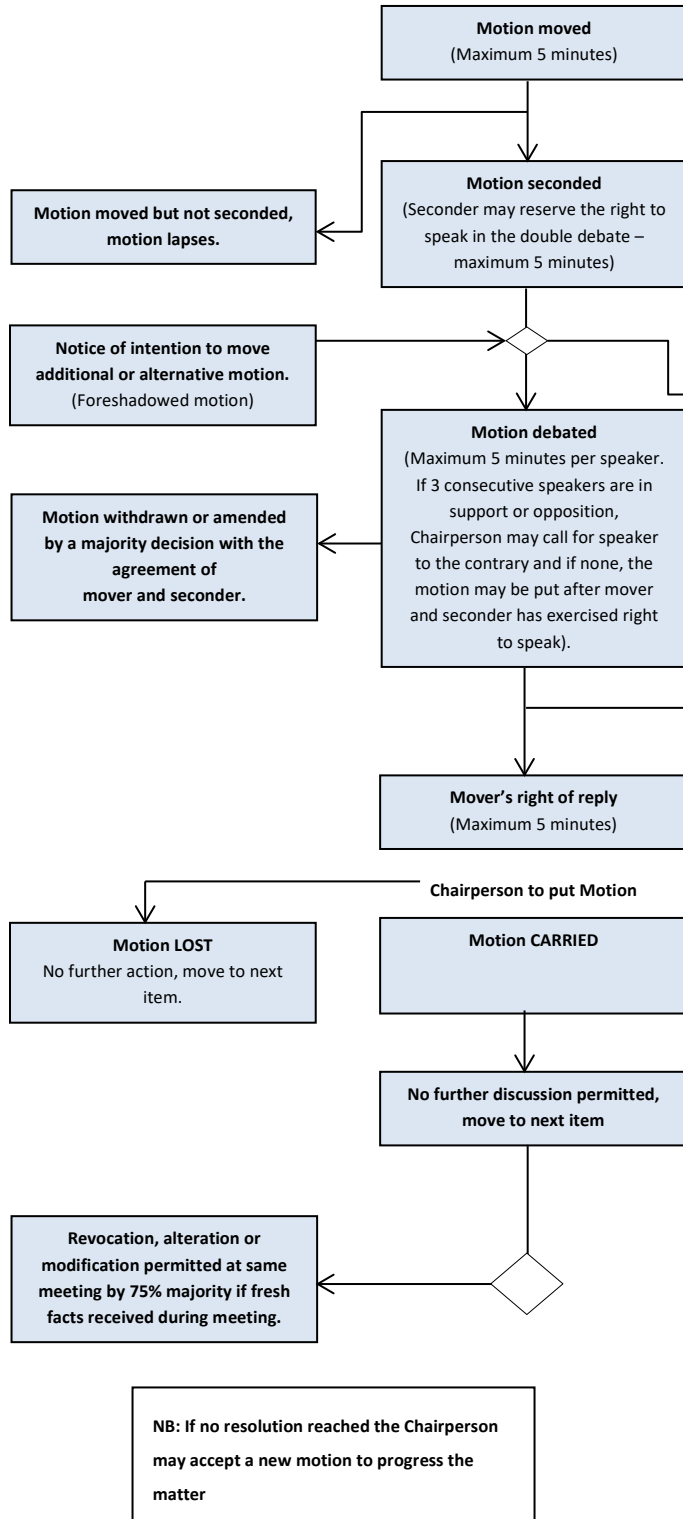 Motion moved
(Maximum 5 minutes)
Motion seconded
(Seconder may reserve the right to
speak in the double debate –
maximum 5 minutes)
Motion moved but not seconded,
motion lapses.
Notice of intention to move
additional or alternative motion.
(Foreshadowed motion)
Motion debated
(Maximum 5 minutes per speaker.
If 3 consecutive speakers are in
support or opposition,
Chairperson may call for speaker
to the contrary and if none, the
motion may be put after mover
and seconder has exercised right
to speak).
Motion withdrawn or amended
by a majority decision with the
agreement of
mover and seconder.
Mover’s right of reply
(Maximum 5 minutes)
Chairperson to put Motion
Motion LOST
No further action, move to next
item.
Motion CARRIED
No further discussion permitted,
move to next item
Revocation, alteration or
modification permitted at same
meeting by 75% majority if fresh
facts received during meeting.
NB: If no resolution reached the Chairperson
may accept a new motion to progress the
matter